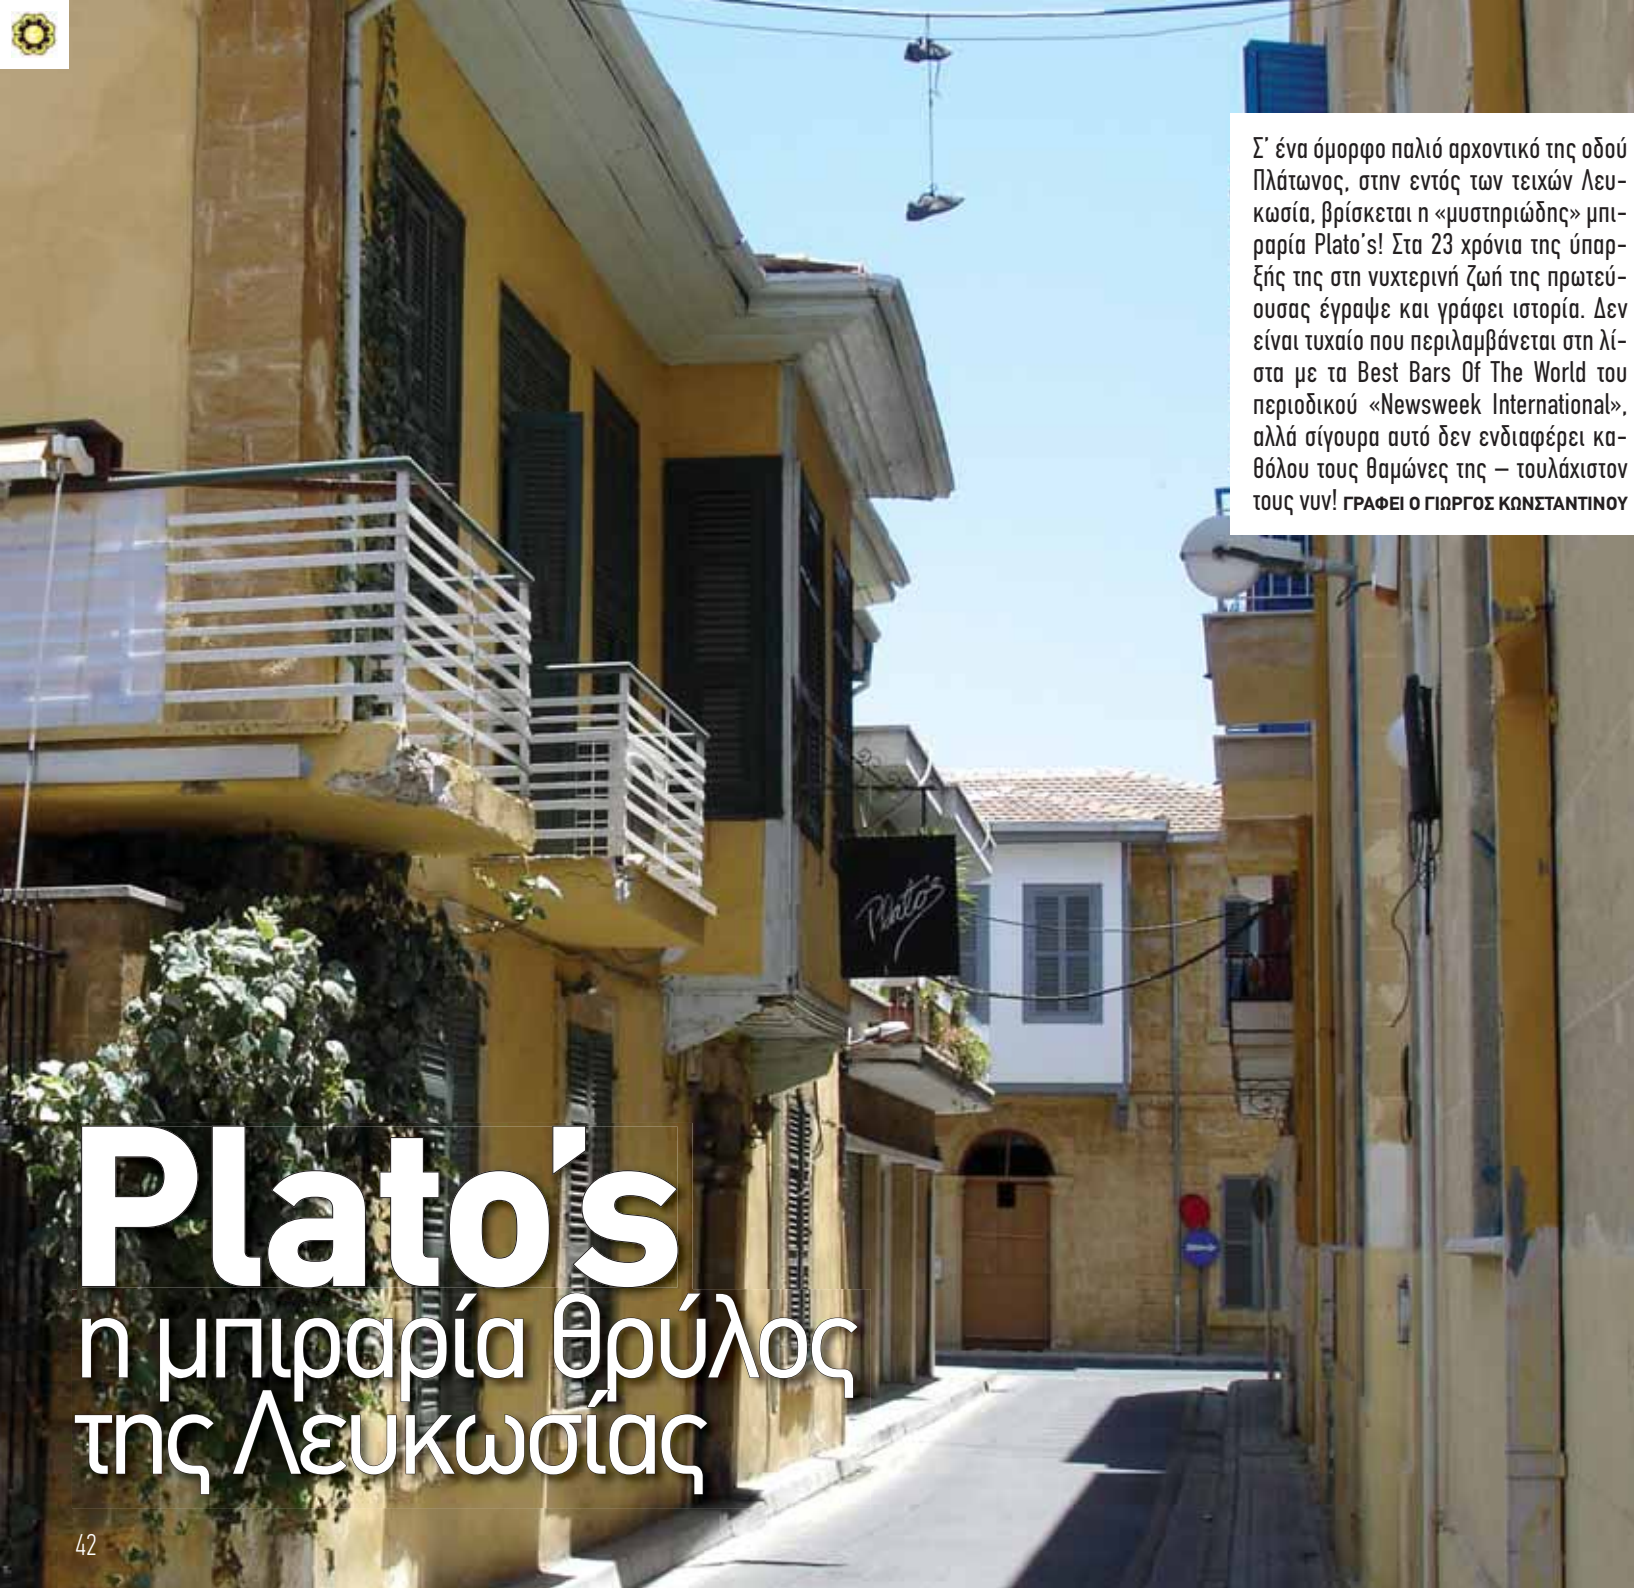 Σ’ ένα όμορφο παλιό αρχοντικό της οδού
Πλάτωνος, στην εντός των τειχών Λευ-
κωσία, βρίσκεται η «μυστηριώδης» μπι-
ραρία Plato’s! Στα 23 χρόνια της ύπαρ-
ξής της στη νυχτερινή ζωή της πρωτεύ-
ουσας έγραψε και γράφει ιστορία. Δεν
είναι τυχαίο που περιλαμβάνεται στη λί-
στα με τα Best Bars Of The World του
περιοδικού «Newsweek International»,
αλλά σίγουρα αυτό δεν ενδιαφέρει κα-
θόλου τους θαμώνες της – τουλάχιστον
τους νυν! ΓΡΑΦΕΙ Ο ΓΙΩΡΓΟΣ ΚΩΝΣΤΑΝΤΙΝΟΥ
Plato's
Plato’s
η μπιραρία θρύλος
της Λευκωσίας
42